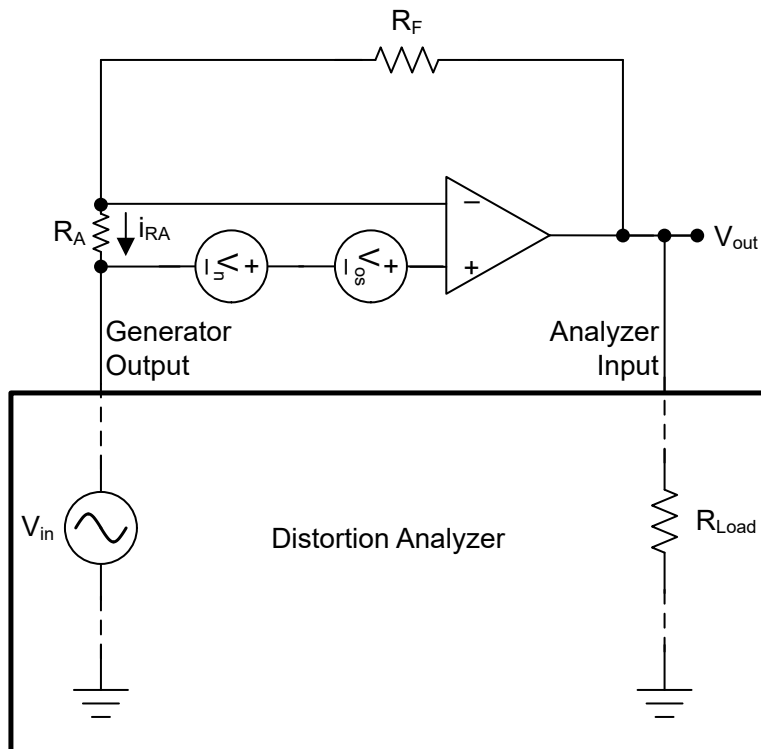 RF
− 
RA
iRA
− Vn +
− Vos +
+
Vout
Generator
Output
Analyzer
Input
Vin
Distortion Analyzer
RLoad